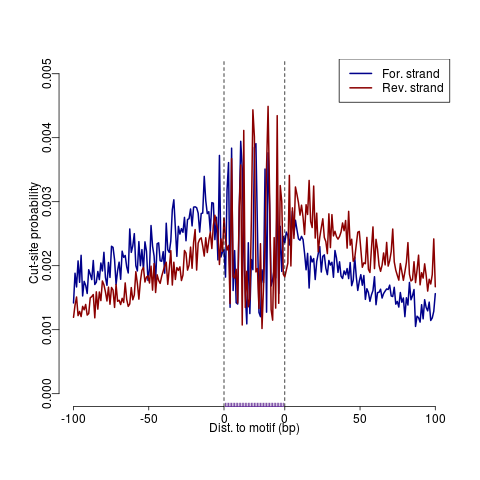 For. strand
Rev. strand
0.005
0.004
0.003
0.002
0.001
0.000
Cut-site probability
-100 -50 0 0 50 100
Dist. to motif (bp)